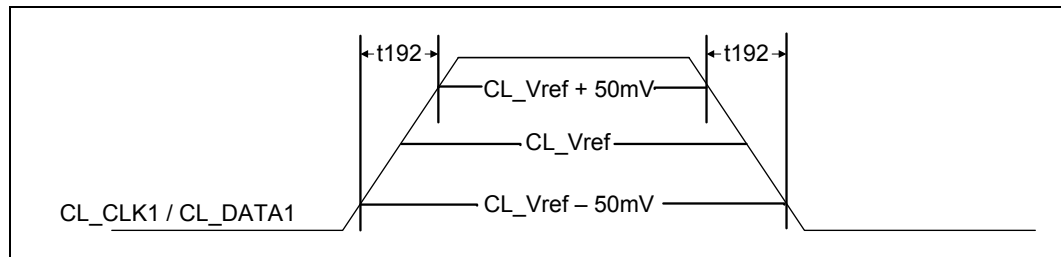 t192 t192
CL_Vref + 50mV
CL_Vref
CL_Vref – 50mV
CL_CLK1 / CL_DATA1